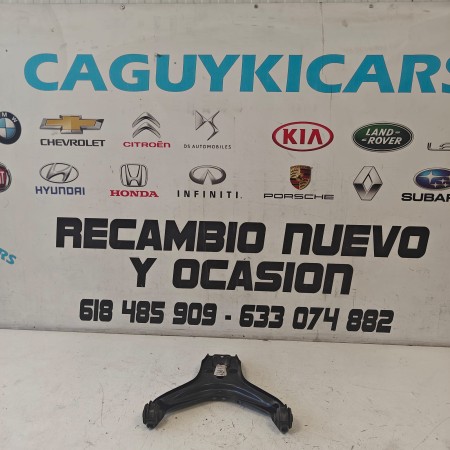 CAGUYKICARS
CHEVROLET
CITROËN
DS AUTOMOBILES
KIA
LAND ROVER
HYUNDAI
HONDA
INFINITI
PORSCHE
SUBAR
RECAMBIO NUEVO
Y OCASION
618 485 909 - 633 074 882